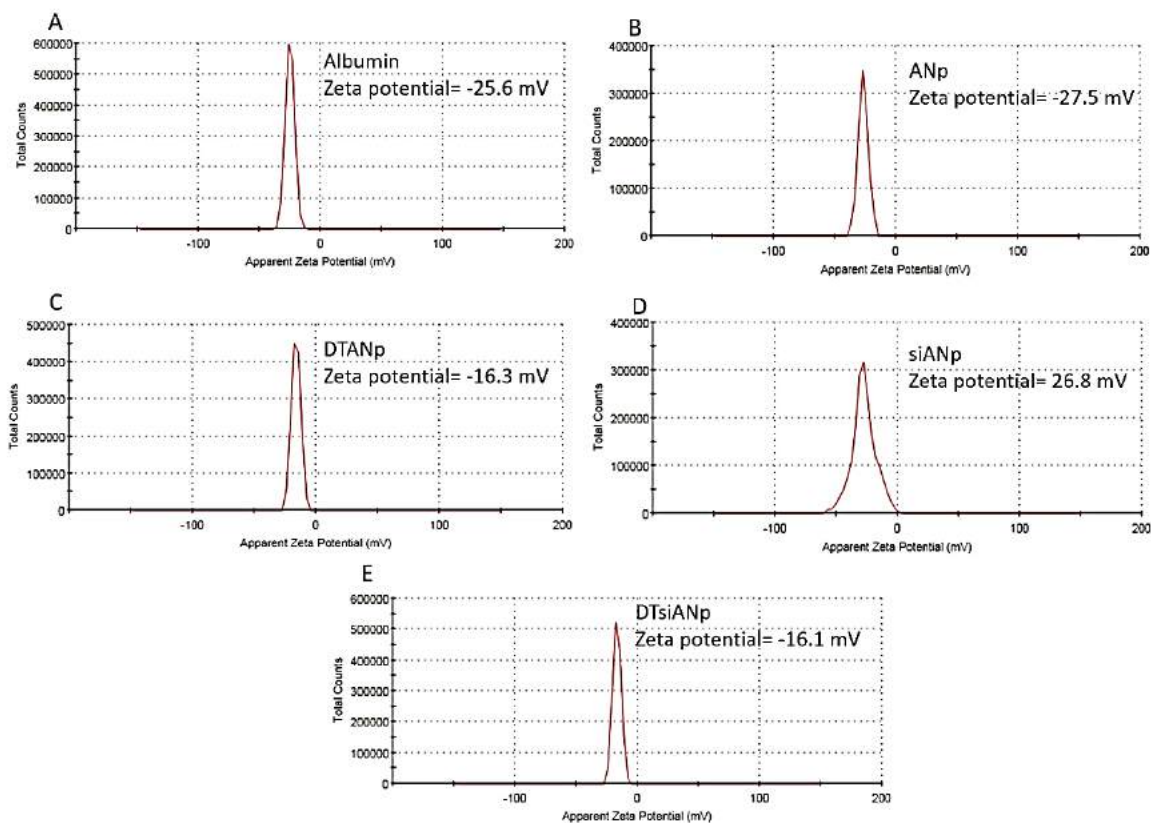 A
600000
500000
400000
300000
200000
100000
0
Total Counts
Albumin
Zeta potential= -25.6 mV
-100
0
100
200
Apparent Zeta Potential (mV)
B
400000
300000
200000
100000
0
Total Counts
ANp
Zeta potential= -27.5 mV
-100
0
100
200
Apparent Zeta Potential (mV)
C
500000
400000
300000
200000
100000
0
Total Counts
DTANp
Zeta potential= -16.3 mV
-100
0
100
200
Apparent Zeta Potential (mV)
D
400000
300000
200000
100000
0
Total Counts
siANp
Zeta potential= 26.8 mV
-100
0
100
200
Apparent Zeta Potential (mV)
E
600000
500000
400000
300000
200000
100000
0
Total Counts
DTsiANp
Zeta potential= -16.1 mV
-100
0
100
200
Apparent Zeta Potential (mV)